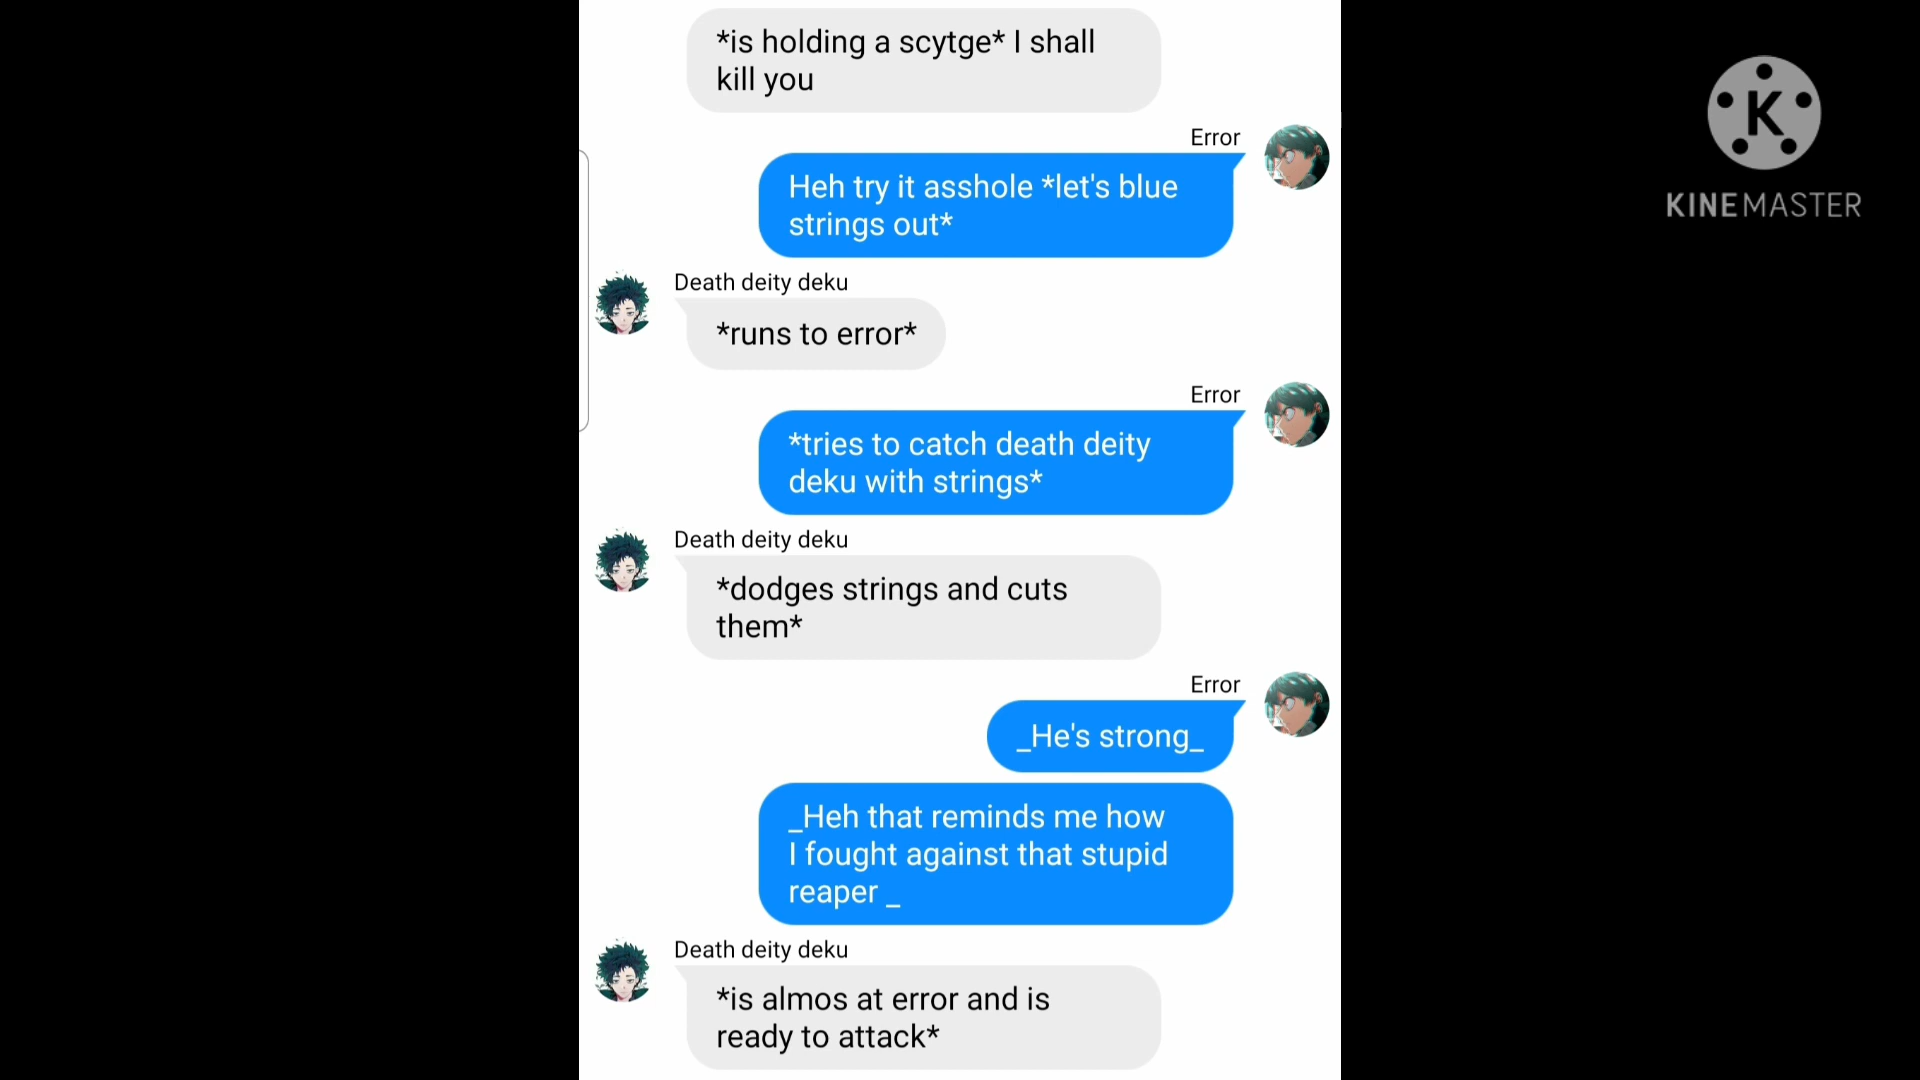 *is holding a scytge* I shall
kill you
Error
Heh try it asshole *let's blue
strings out*
Death deity deku
*runs to error*
Error
*tries to catch death deity
deku with strings*
Death deity deku
*dodges strings and cuts
them*
Error
_He's strong_
_Heh that reminds me how
I fought against that stupid
reaper _
Death deity deku
*is almos at error and is
ready to attack*
K
KINEMASTER